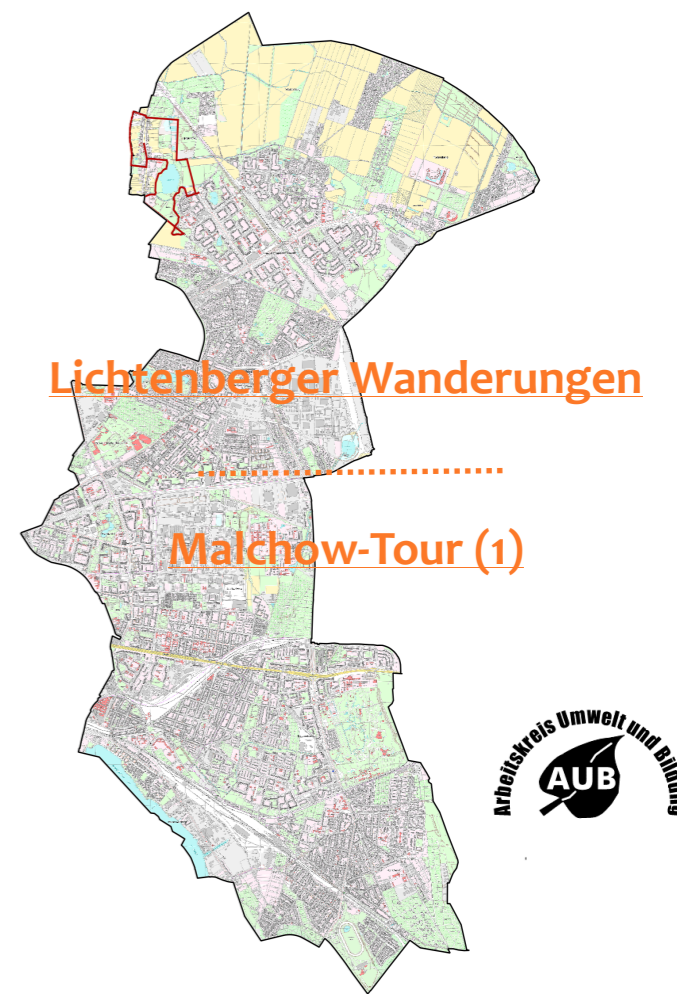 Lichtenberger Wanderungen
Malchow-Tour (1)
Arbeitskreis Umwelt und Bildung
AUB